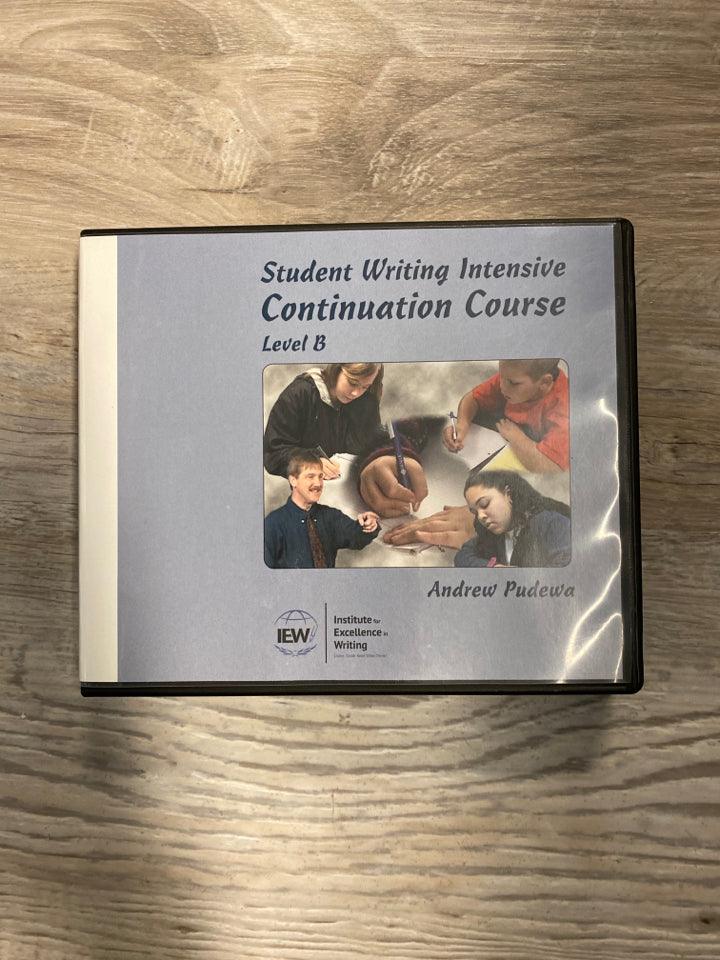 Student Writing Intensive
Continuation Course
Level B
Andrew Pudewa
IEW
Institute for
Excellence in
Writing